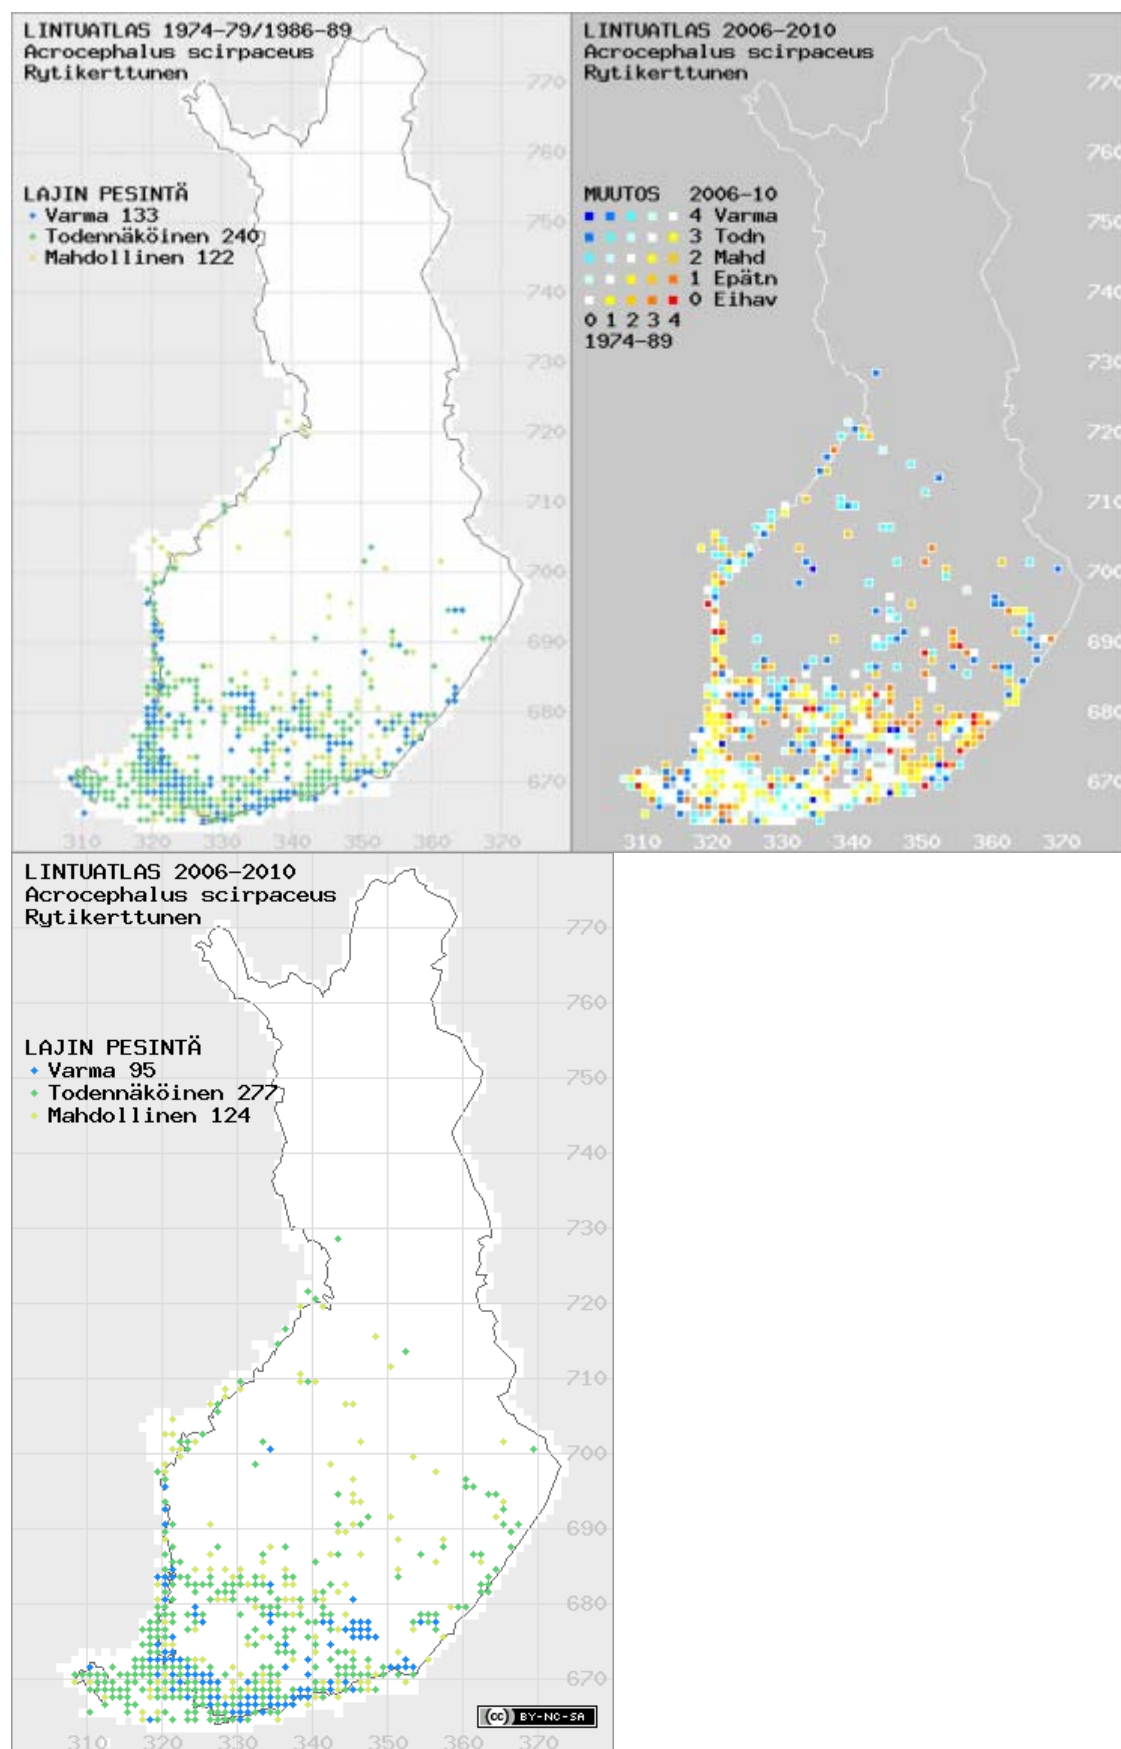 LINTUATLAS 1974-79/1986-89
Acrocephalus scirpaceus
Rytikerttunen
LAJIN PESINTÄ
Varma 133
Todennäköinen 240
Mahdollinen 122
770
760
750
740
730
720
710
700
690
680
670
310 320 330 340 350 360 370
LINTUATLAS 2006-2010
Acrocephalus scirpaceus
Rytikerttunen
MUUTOS 2006-10
4 Varma
3 Todn
2 Mahd
1 Epätn
0 Eihav
0 1 2 3 4
1974-89
770
760
750
740
730
720
710
700
690
680
670
310 320 330 340 350 360 370
LINTUATLAS 2006-2010
Acrocephalus scirpaceus
Rytikerttunen
LAJIN PESINTÄ
Varma 95
Todennäköinen 277
Mahdollinen 124
770
760
750
740
730
720
710
700
690
680
670
310 320 330 340 350 360 370
cc BY-NC-SA